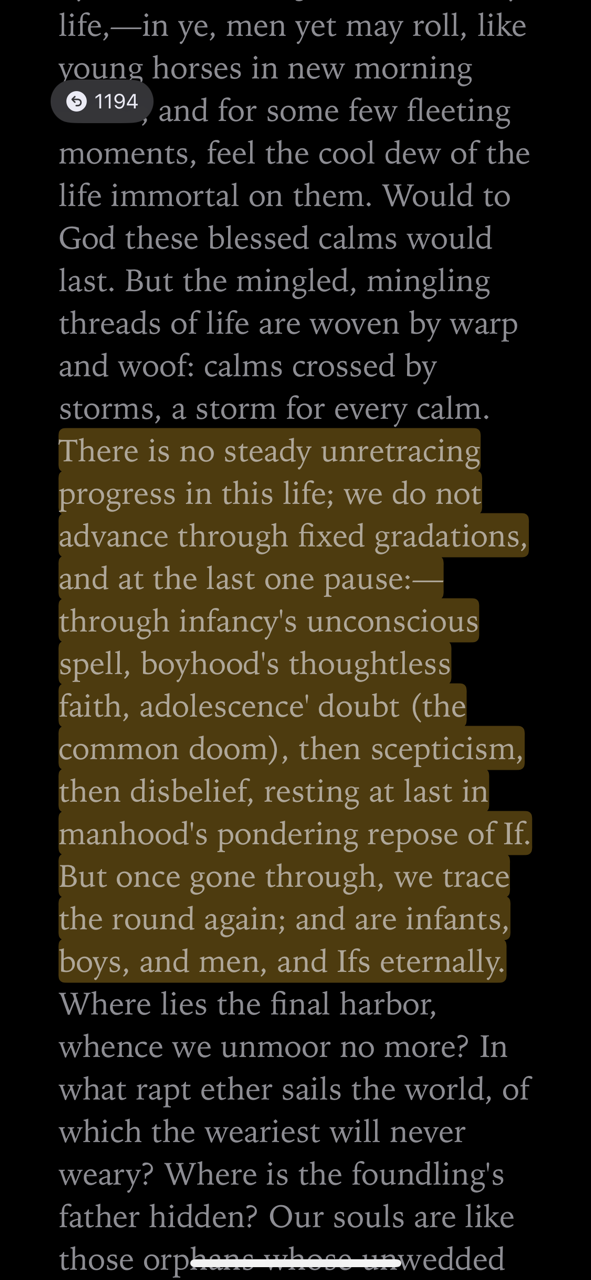 life,—in ye, men yet may roll, like
young horses in new morning
1194
, and for some few fleeting
moments, feel the cool dew of the
life immortal on them. Would to
God these blessed calms would
last. But the mingled, mingling
threads of life are woven by warp
and woof: calms crossed by
storms, a storm for every calm.
There is no steady unretracing
progress in this life; we do not
advance through fixed gradations,
and at the last one pause:—
through infancy's unconscious
spell, boyhood's thoughtless
faith, adolescence' doubt (the
common doom), then scepticism,
then disbelief, resting at last in
manhood's pondering repose of If.
But once gone through, we trace
the round again; and are infants,
boys, and men, and Ifs eternally.
Where lies the final harbor,
whence we unmoor no more? In
what rapt ether sails the world, of
which the weariest will never
weary? Where is the foundling's
father hidden? Our souls are like
those orphans whose unwedded